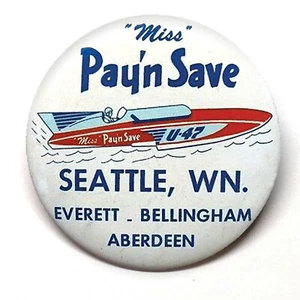 "Miss"
Pay'n Save
"Miss" Pay'n Save U-47
SEATTLE, WN.
EVERETT - BELLINGHAM
ABERDEEN